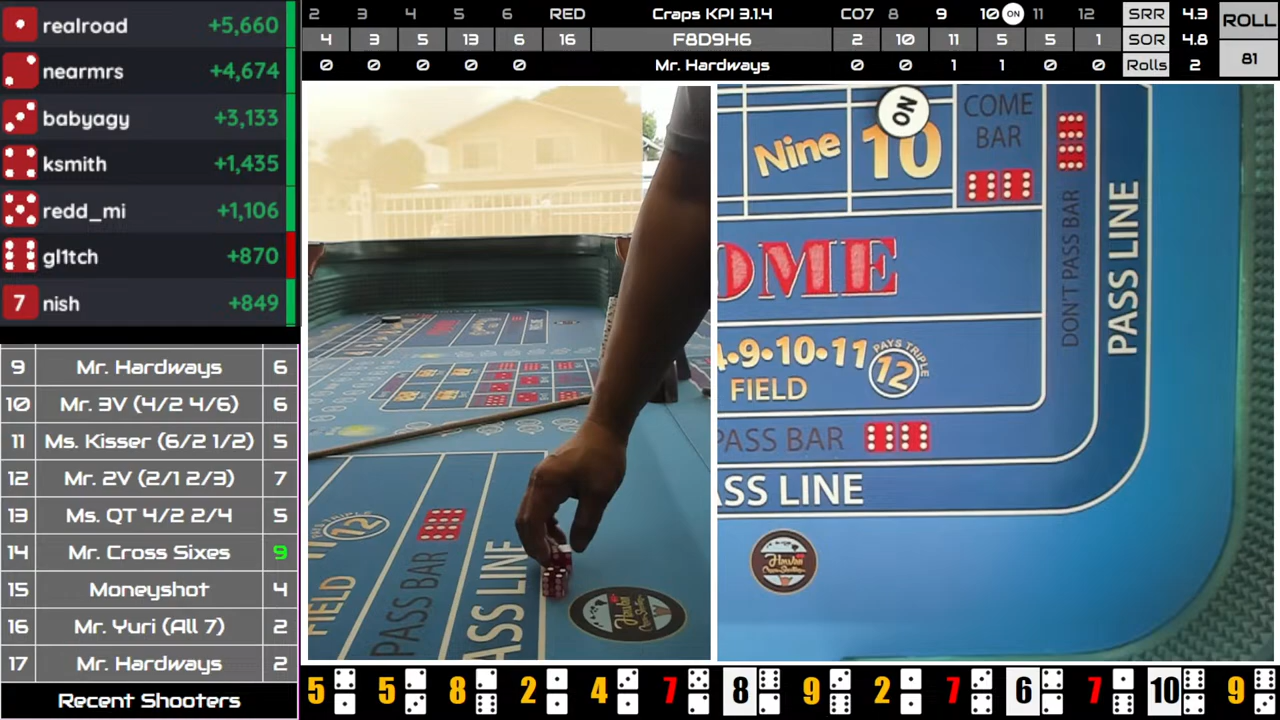 realroad +5,660
nearmrs +4,674
babyagy +3,133
ksmith +1,435
redd_mi +1,106
gl1tch +870
7 nish +849
9 Mr. Hardways 6
10 Mr. 3V (4/2 4/6) 6
11 Ms. Kisser (6/2 1/2) 5
12 Mr. 2V (2/1 2/3) 7
13 Ms. QT 4/2 2/4 5
14 Mr. Cross Sixes 9
15 Moneyshot 4
16 Mr. Yuri (All 7) 2
17 Mr. Hardways 2
Recent Shooters
2 3 4 5 6 RED Craps KPI 3.1.4 CO7 8 9 10 ON 11 12 SRR 4.3 ROLL
4 3 5 13 6 16 F8D9H6 2 10 11 5 5 1 SOR 4.8 81
0 0 0 0 0 Mr. Hardways 0 0 1 1 0 0 Rolls 2
PAYS TRIPLE
12
FIELD
PASS BAR
ASS LINE
Hawaii
ON
Nine
10
COME
BAR
OME
DON'T PASS BAR
PASS LINE
4•9•10•11
PAYS TRIPLE
12
FIELD
PASS BAR
ASS LINE
Hawaii
5 5 8 2 4 7 8 9 2 7 6 7 10 9